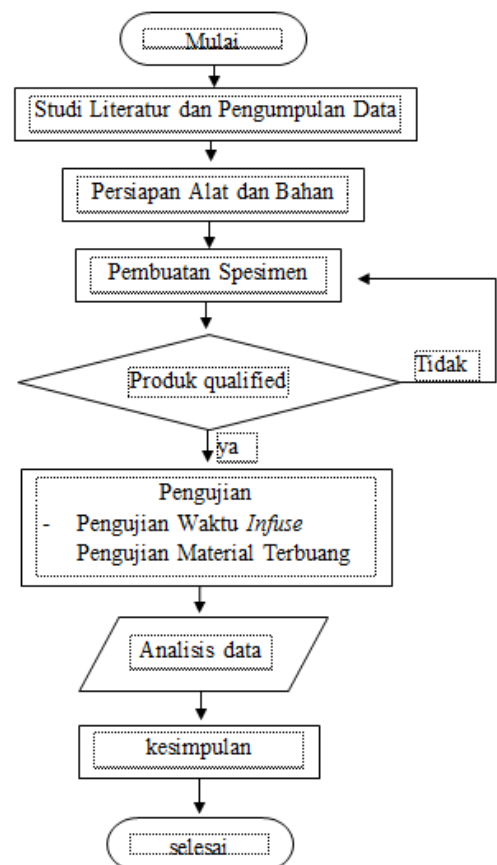 Mulai
Studi Literatur dan Pengumpulan Data
Persiapan Alat dan Bahan
Pembuatan Spesimen
Produk qualified
Tidak
ya
Pengujian
- Pengujian Waktu Infuse
Pengujian Material Terbuang
Analisis data
kesimpulan
selesai